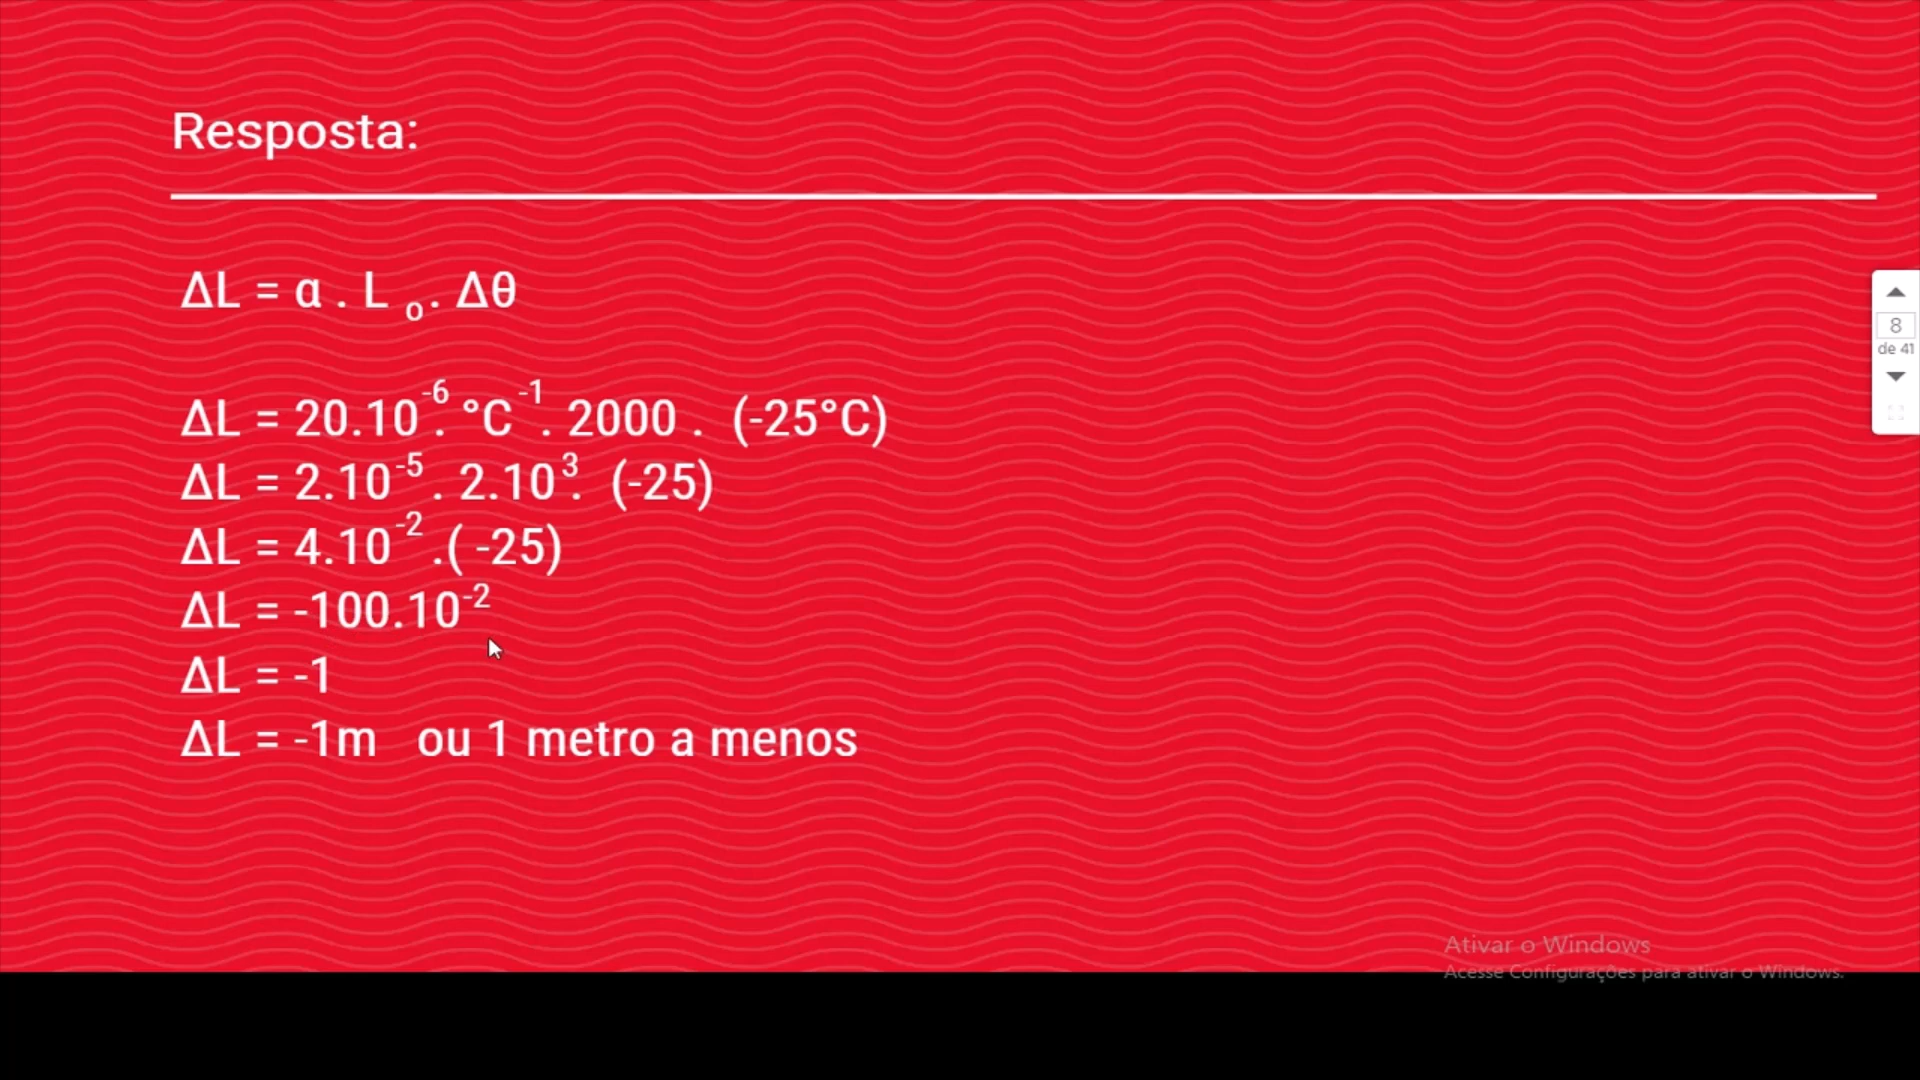 Resposta:
ΔL = α . L ₒ. Δθ
ΔL = 20.10⁻⁶. °C⁻¹. 2000 . (-25°C)
ΔL = 2.10⁻⁵ . 2.10³. (-25)
ΔL = 4.10⁻² .( -25)
ΔL = -100.10⁻²
ΔL = -1
ΔL = -1m ou 1 metro a menos
8
de 41
Ativar o Windows
Acesse Configurações para ativar o Windows.